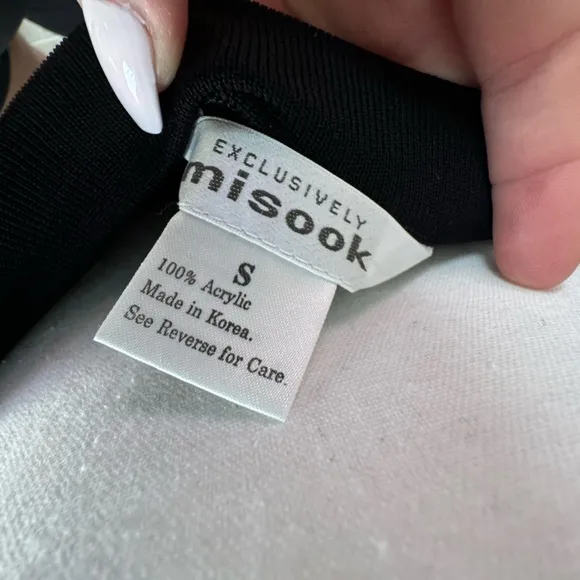 EXCLUSIVELY
misook
S
100% Acrylic
Made in Korea.
See Reverse for Care.